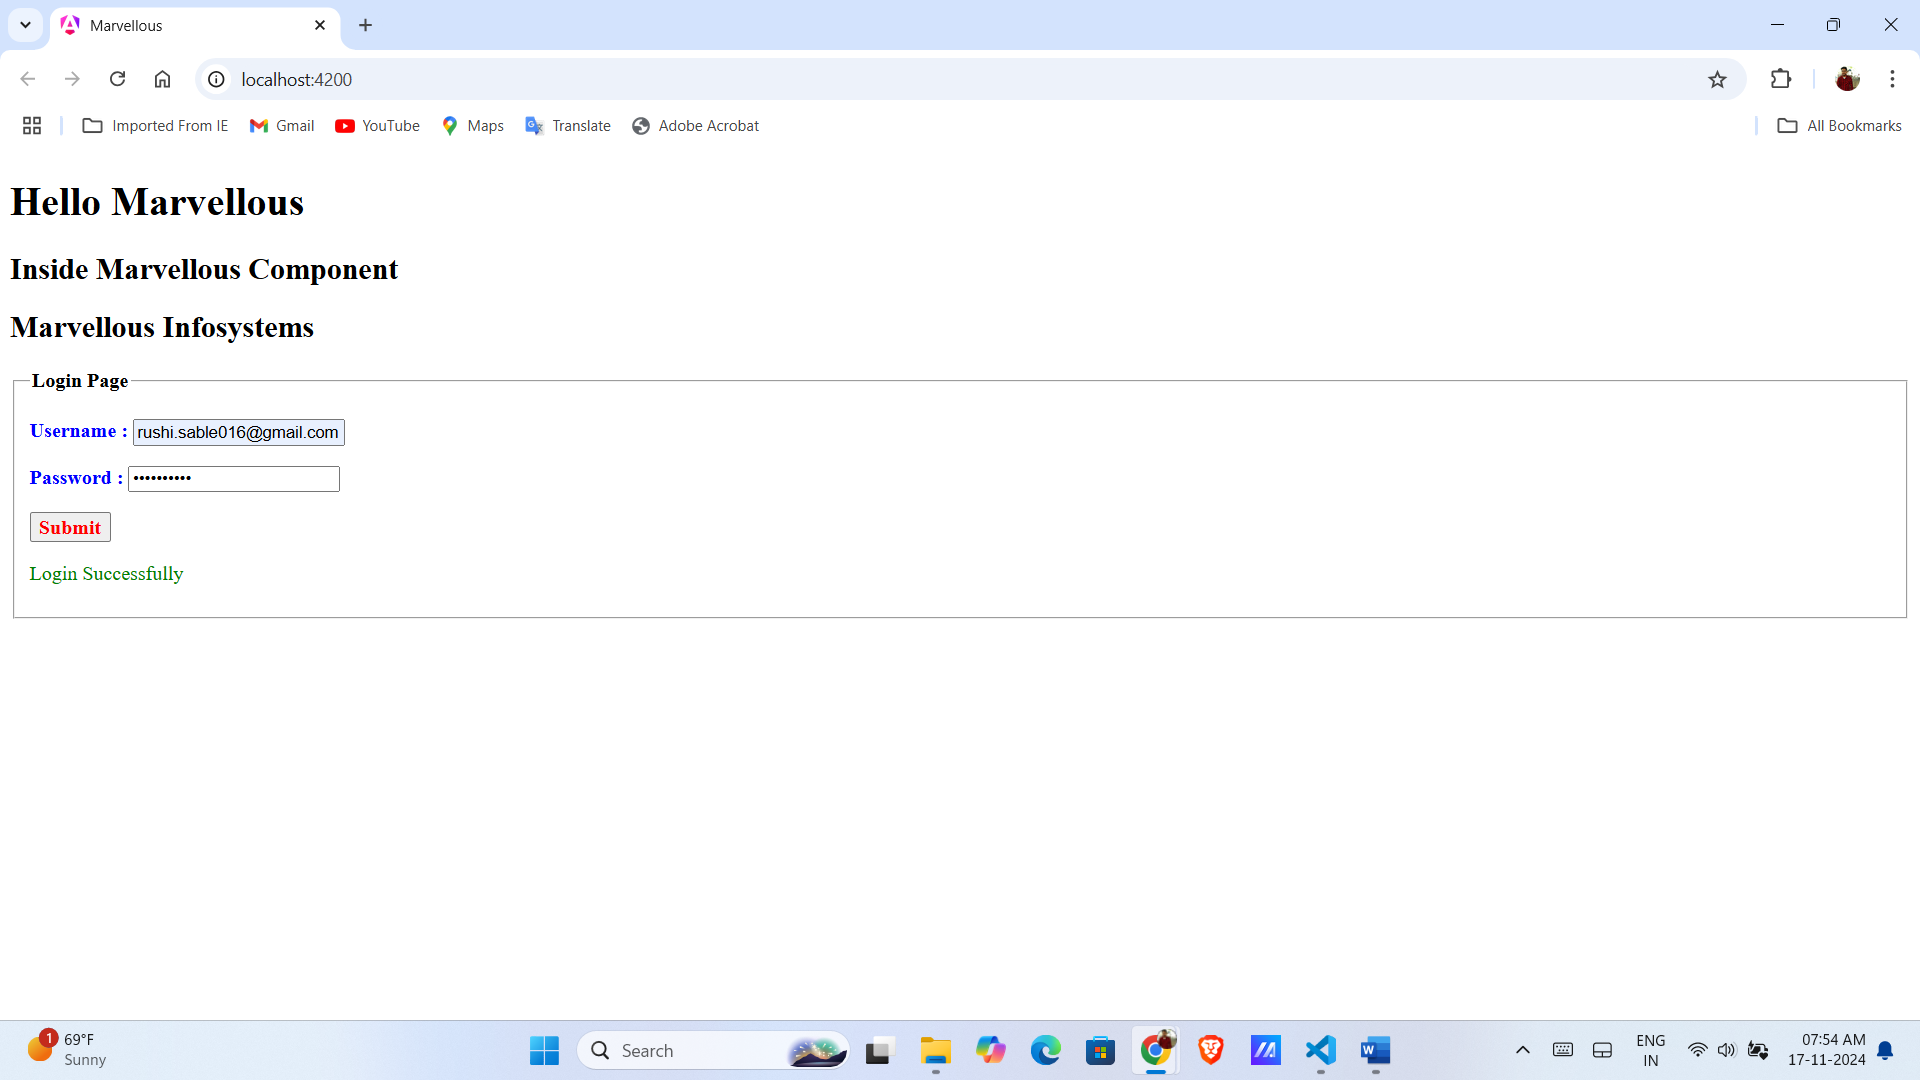 Marvellous
localhost:4200
Imported From IE
Gmail
YouTube
Maps
Translate
Adobe Acrobat
All Bookmarks
Hello Marvellous
Inside Marvellous Component
Marvellous Infosystems
Login Page
Username : rushi.sable016@gmail.com
Password : ••••••••••
Submit
Login Successfully
1
69°F
Sunny
Search
ENG
IN
07:54 AM
17-11-2024